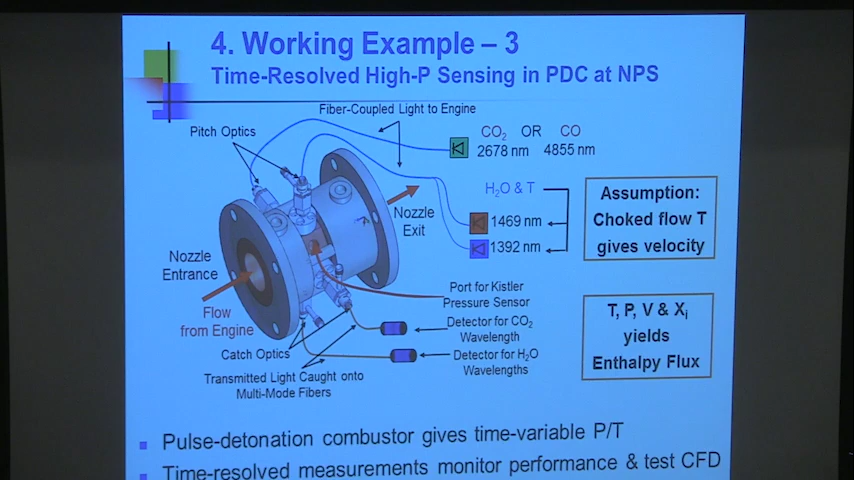 4. Working Example – 3
Time-Resolved High-P Sensing in PDC at NPS
Fiber-Coupled Light to Engine
Pitch Optics
CO₂ OR CO
2678 nm 4855 nm
H₂O & T
1469 nm
1392 nm
Assumption:
Choked flow T
gives velocity
Nozzle
Exit
Nozzle
Entrance
Flow
from Engine
Port for Kistler
Pressure Sensor
Detector for CO₂
Wavelength
Detector for H₂O
Wavelengths
Catch Optics
Transmitted Light Caught onto
Multi-Mode Fibers
T, P, V & Xᵢ
yields
Enthalpy Flux
Pulse-detonation combustor gives time-variable P/T
Time-resolved measurements monitor performance & test CFD